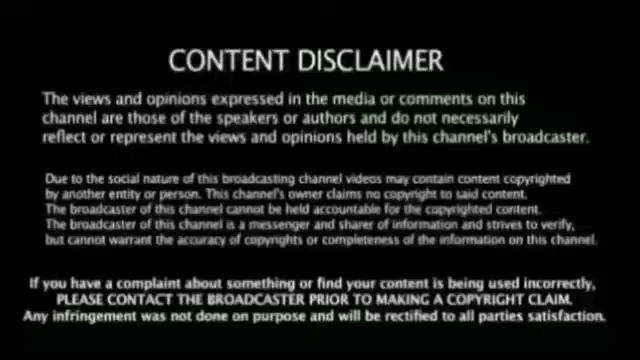 CONTENT DISCLAIMER
The views and opinions expressed in the media or comments on this
channel are those of the speakers or authors and do not necessarily
reflect or represent the views and opinions held by this channel's broadcaster.
Due to the social nature of this broadcasting channel videos may contain content copyrighted
by another entity or person. This channel's owner claims no copyright to said content.
The broadcaster of this channel cannot be held accountable for the copyrighted content.
The broadcaster of this channel is a messenger and sharer of information and strives to verify,
but cannot warrant the accuracy of copyrights or completeness of the information on this channel.
If you have a complaint about something or find your content is being used incorrectly,
PLEASE CONTACT THE BROADCASTER PRIOR TO MAKING A COPYRIGHT CLAIM.
Any infringement was not done on purpose and will be rectified to all parties satisfaction.